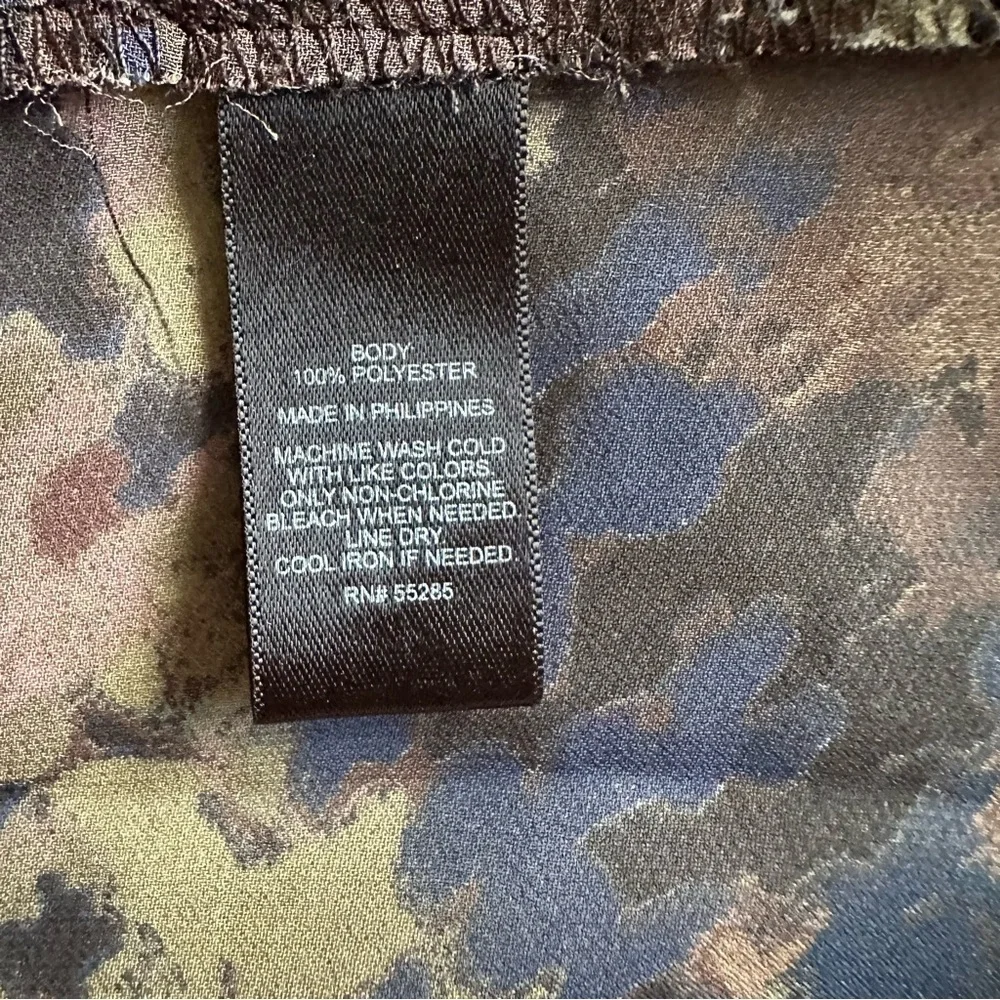 BODY
100% POLYESTER
MADE IN PHILIPPINES
MACHINE WASH COLD
WITH LIKE COLORS
ONLY NON-CHLORINE
BLEACH WHEN NEEDED
LINE DRY
COOL IRON IF NEEDED
RN# 55285